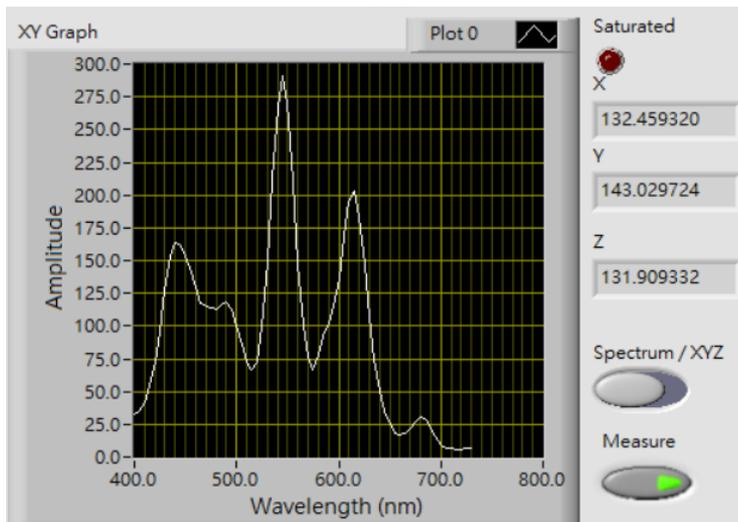 XY Graph
Plot 0
300.0
275.0
250.0
225.0
200.0
175.0
150.0
125.0
100.0
75.0
50.0
25.0
0.0
Amplitude
400.0 500.0 600.0 700.0 800.0
Wavelength (nm)
Saturated
X
132.459320
Y
143.029724
Z
131.909332
Spectrum / XYZ
Measure